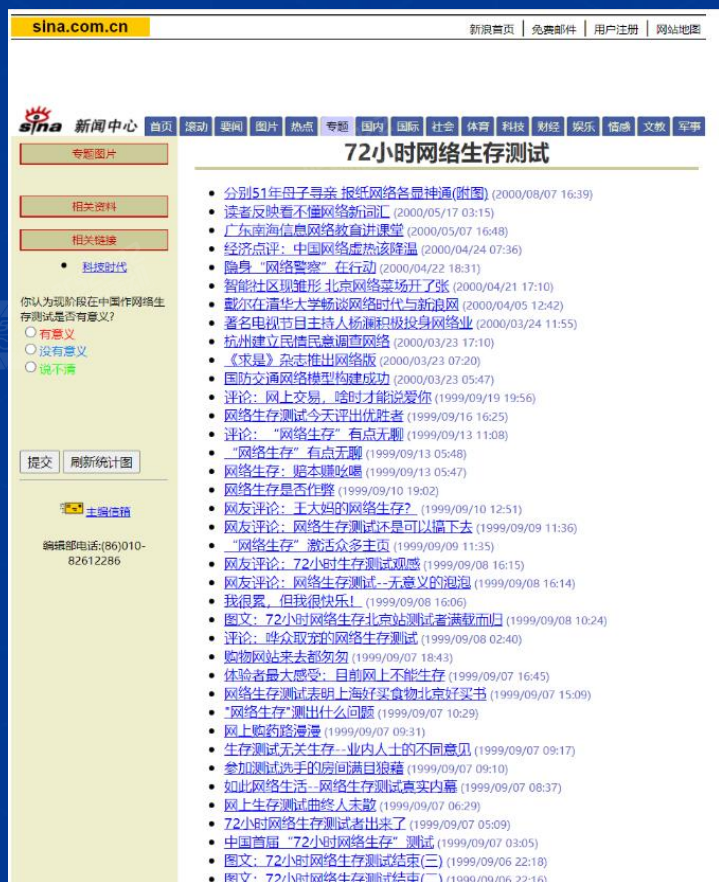 sina.com.cn
新浪首页 | 免费邮件 | 用户注册 | 网站地图
sina 新闻中心 首页 滚动 要闻 图片 热点 专题 国内 国际 社会 体育 科技 财经 娱乐 情感 文教 军事
专题图片
相关资料
相关链接
• 科技时代
你认为现阶段在中国作网络生
存测试是否有意义?
有意义
没有意义
说不清
提交 刷新统计图
主编信箱
编辑部电话:(86)010-
82612286
72小时网络生存测试
• 分别51年母子寻亲 报纸网络各显神通(附图) (2000/08/07 16:39)
• 读者反映看不懂网络新词汇 (2000/05/17 03:15)
• 广东南海信息网络教育进课堂 (2000/05/07 16:48)
• 经济点评：中国网络虚热该降温 (2000/04/24 07:36)
• 隐身“网络警察”在行动 (2000/04/22 18:31)
• 智能社区现雏形 北京网络菜场开了张 (2000/04/21 17:10)
• 戴尔在清华大学畅谈网络时代与新浪网 (2000/04/05 12:42)
• 著名电视节目主持人杨澜积极投身网络业 (2000/03/24 11:55)
• 杭州建立民情民意调查网络 (2000/03/23 17:10)
• 《求是》杂志推出网络版 (2000/03/23 07:20)
• 国防交通网络模型构建成功 (2000/03/23 05:47)
• 评论：网上交易，啥时才能说爱你 (1999/09/19 19:56)
• 网络生存测试今天评出优胜者 (1999/09/16 16:25)
• 评论：“网络生存”有点无聊 (1999/09/13 11:08)
• “网络生存”有点无聊 (1999/09/13 05:48)
• 网络生存：赔本赚吆喝 (1999/09/13 05:47)
• 网络生存是否作弊 (1999/09/10 19:02)
• 网友评论：王大妈的网络生存？ (1999/09/10 12:51)
• 网友评论：网络生存测试还是可以搞下去 (1999/09/09 11:36)
• “网络生存”激活众多主页 (1999/09/09 11:35)
• 网友评论：72小时生存测试观感 (1999/09/08 16:15)
• 网友评论：网络生存测试--无意义的泡泡 (1999/09/08 16:14)
• 我很累，但我很快乐！ (1999/09/08 16:06)
• 图文：72小时网络生存北京站测试者满载而归 (1999/09/08 10:24)
• 评论：哗众取宠的网络生存测试 (1999/09/08 02:40)
• 购物网站来去都匆匆 (1999/09/07 18:43)
• 体验者最大感受：目前网上不能生存 (1999/09/07 16:45)
• 网络生存测试表明上海好买食物北京好买书 (1999/09/07 15:09)
• "网络生存"测出什么问题 (1999/09/07 10:29)
• 网上购药路漫漫 (1999/09/07 09:31)
• 生存测试无关生存--业内人士的不同意见 (1999/09/07 09:17)
• 参加测试选手的房间满目狼藉 (1999/09/07 09:10)
• 如此网络生活--网络生存测试真实内幕 (1999/09/07 08:37)
• 网上生存测试曲终人未散 (1999/09/07 06:29)
• 72小时网络生存测试者出来了 (1999/09/07 05:09)
• 中国首届“72小时网络生存”测试 (1999/09/07 03:05)
• 图文：72小时网络生存测试结束(三) (1999/09/06 22:18)
• 图文：72小时网络生存测试结束(二) (1999/09/06 22:16)